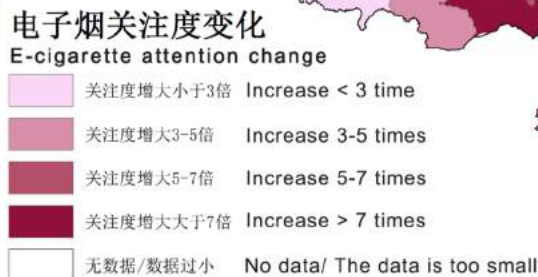 电子烟关注度变化
E-cigarette attention change
关注度增大小于3倍 Increase < 3 time
关注度增大3-5倍 Increase 3-5 times
关注度增大5-7倍 Increase 5-7 times
关注度增大大于7倍 Increase > 7 times
无数据/数据过小 No data/ The data is too small